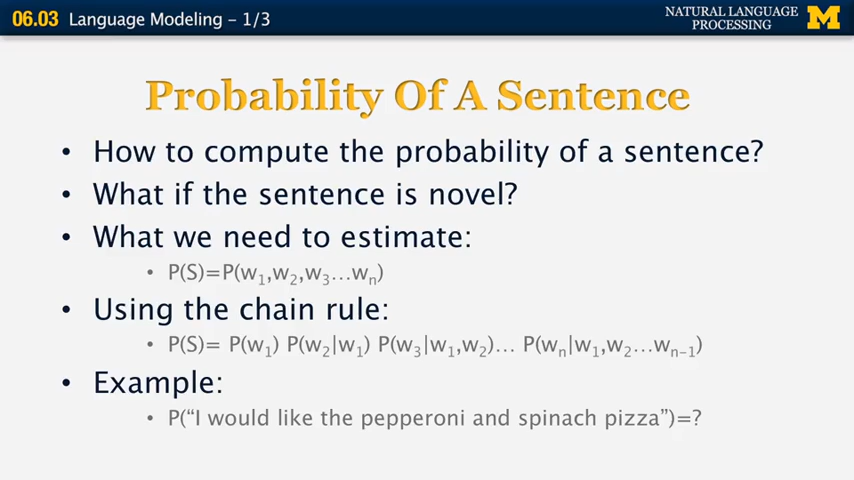 06.03 Language Modeling – 1/3
NATURAL LANGUAGE
PROCESSING
M
Probability Of A Sentence
• How to compute the probability of a sentence?
• What if the sentence is novel?
• What we need to estimate:
• P(S)=P(w₁,w₂,w₃…wₙ)
• Using the chain rule:
• P(S)= P(w₁) P(w₂|w₁) P(w₃|w₁,w₂)… P(wₙ|w₁,w₂…wₙ₋₁)
• Example:
• P(“I would like the pepperoni and spinach pizza”)=?